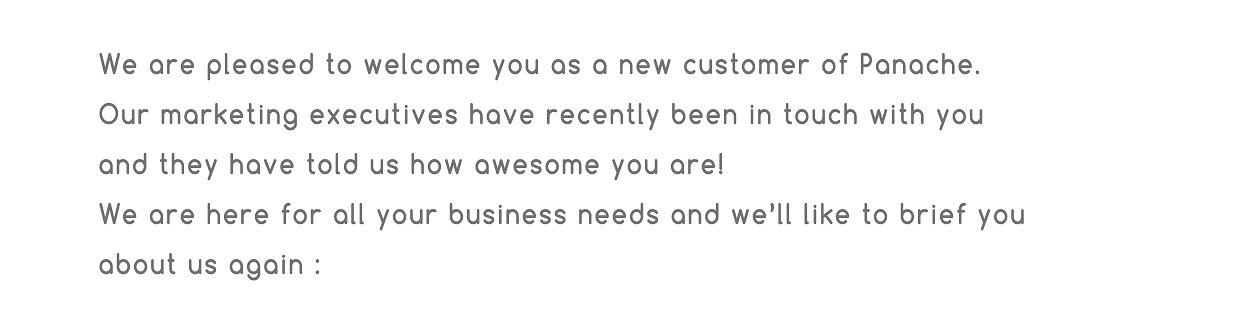 We are pleased to welcome you as a new customer of Panache.
Our marketing executives have recently been in touch with you
and they have told us how awesome you are!
We are here for all your business needs and we’ll like to brief you
about us again :